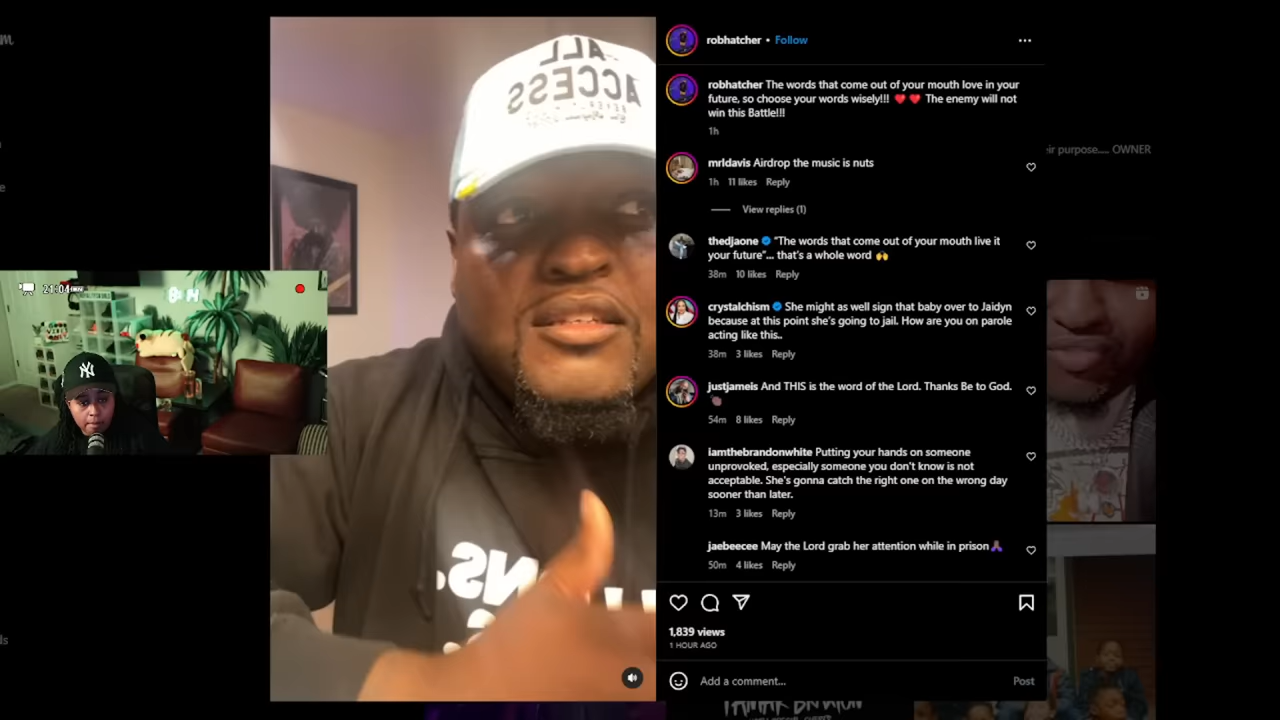 m
e
ds
21:04
8:14
NY
ALL
ACCESS
NS
robhatcher • Follow
robhatcher The words that come out of your mouth love in your
future, so choose your words wisely!!! ❤️❤️ The enemy will not
win this Battle!!!
1h
mrldavis Airdrop the music is nuts
1h 11 likes Reply
View replies (1)
thedjaone "The words that come out of your mouth live it
your future"... that's a whole word 🙌
38m 10 likes Reply
crystalchism She might as well sign that baby over to Jaidyn
because at this point she's going to jail. How are you on parole
acting like this..
38m 3 likes Reply
justjameis And THIS is the word of the Lord. Thanks Be to God.
54m 8 likes Reply
iamthebrandonwhite Putting your hands on someone
unprovoked, especially someone you don't know is not
acceptable. She's gonna catch the right one on the wrong day
sooner than later.
13m 3 likes Reply
jaebeecee May the Lord grab her attention while in prison🙏🏾
50m 4 likes Reply
1,839 views
1 HOUR AGO
Add a comment... Post
eir purpose.... OWNER
TAMAR BRAXTON